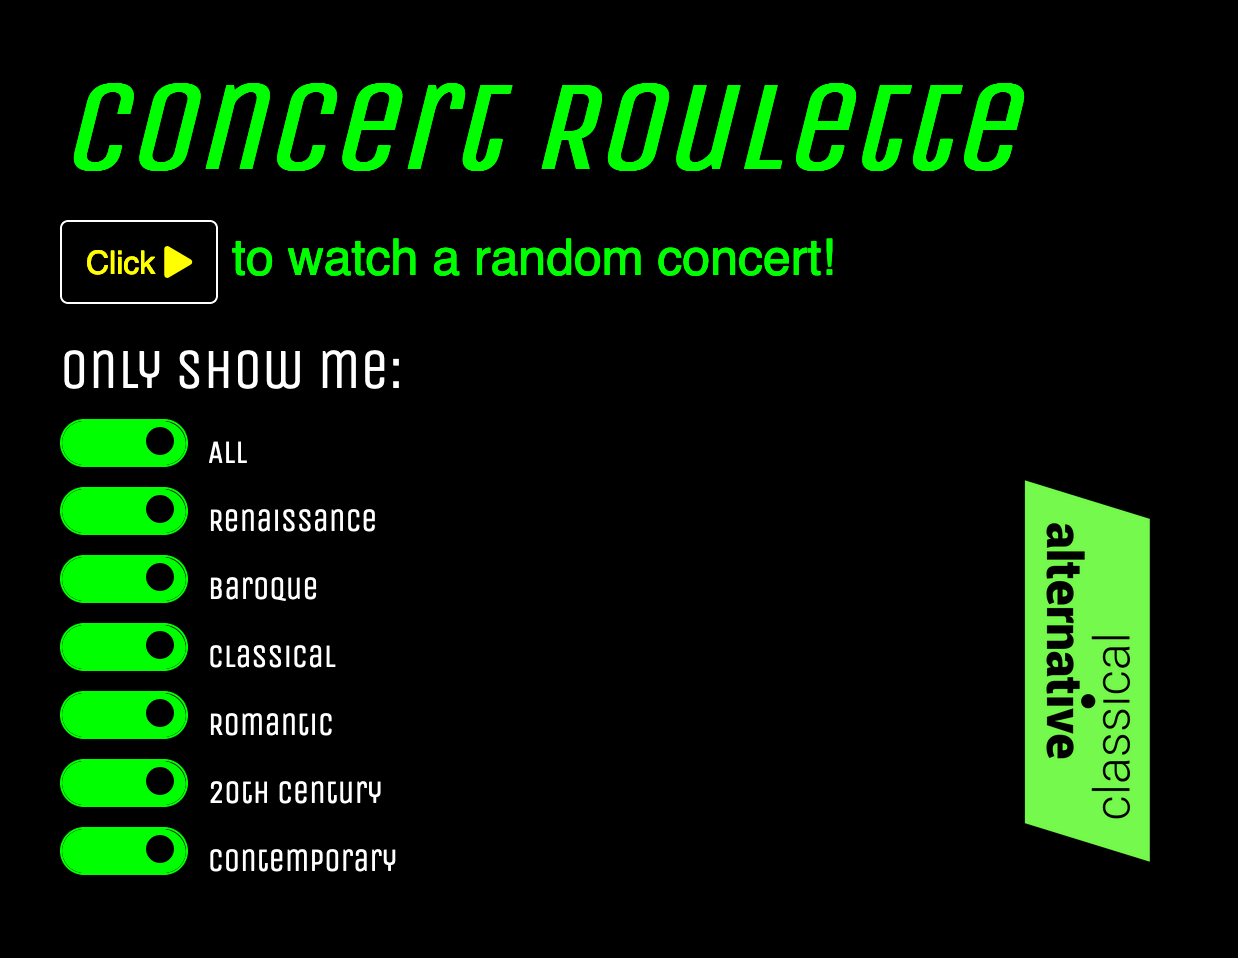 Concert Roulette
Click to watch a random concert!
Only show me:
All
Renaissance
Baroque
Classical
Romantic
20th Century
Contemporary
alternative
classical